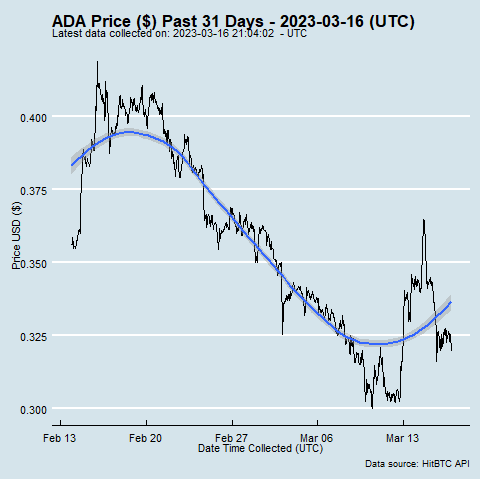 ADA Price ($) Past 31 Days - 2023-03-16 (UTC)
Latest data collected on: 2023-03-16 21:04:02 - UTC
0.400
0.375
0.350
0.325
0.300
Price USD ($)
Feb 13
Feb 20
Feb 27
Mar 06
Mar 13
Date Time Collected (UTC)
Data source: HitBTC API